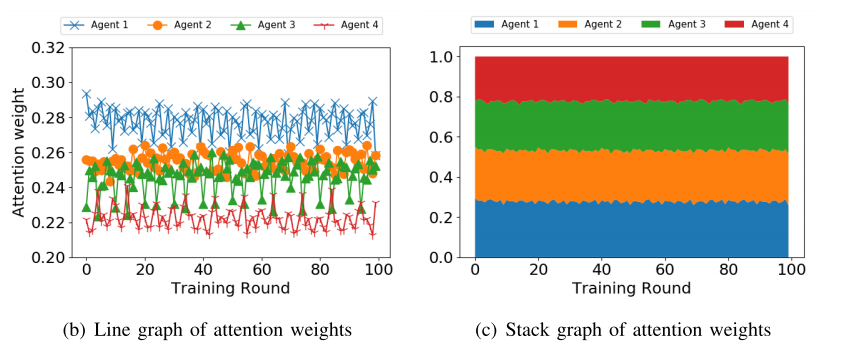 Agent 1 Agent 2 Agent 3 Agent 4
0.32
0.30
0.28
0.26
0.24
0.22
0.20
Attention weight
0 20 40 60 80 100
Training Round
(b) Line graph of attention weights
Agent 1 Agent 2 Agent 3 Agent 4
1.0
0.8
0.6
0.4
0.2
0.0
0 20 40 60 80 100
Training Round
(c) Stack graph of attention weights